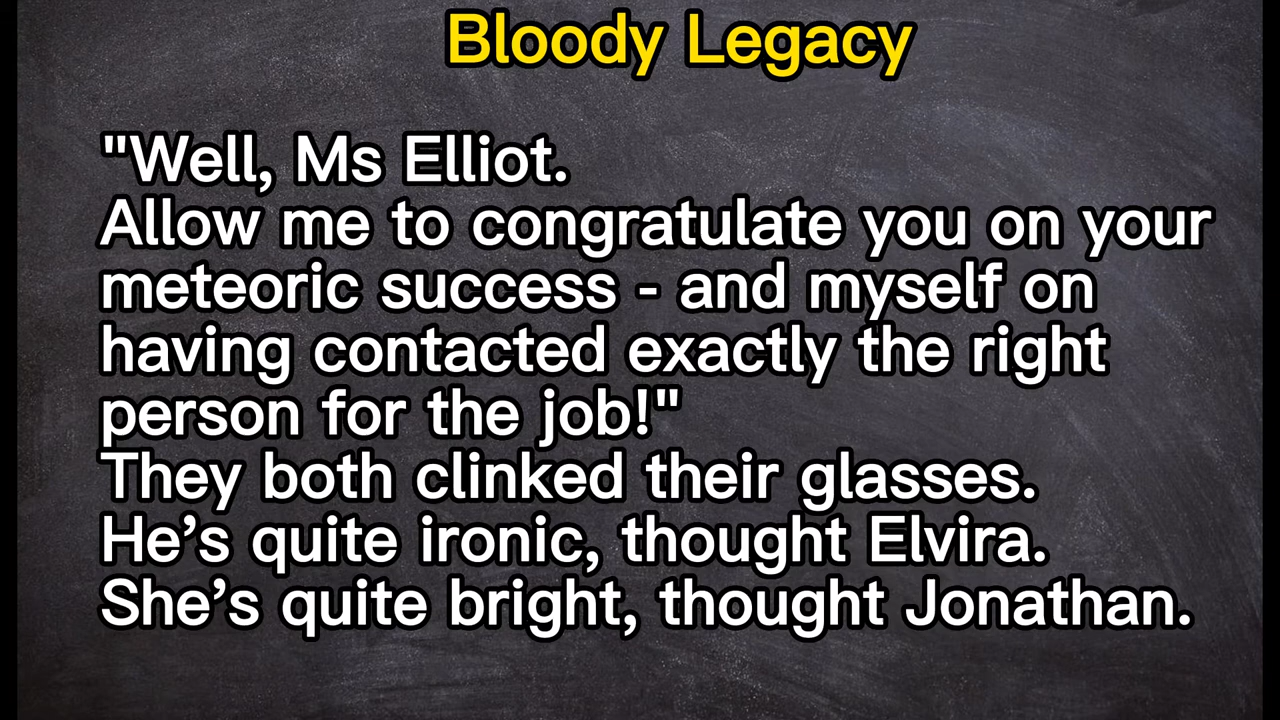 Bloody Legacy
"Well, Ms Elliot.
Allow me to congratulate you on your
meteoric success - and myself on
having contacted exactly the right
person for the job!"
They both clinked their glasses.
He’s quite ironic, thought Elvira.
She’s quite bright, thought Jonathan.